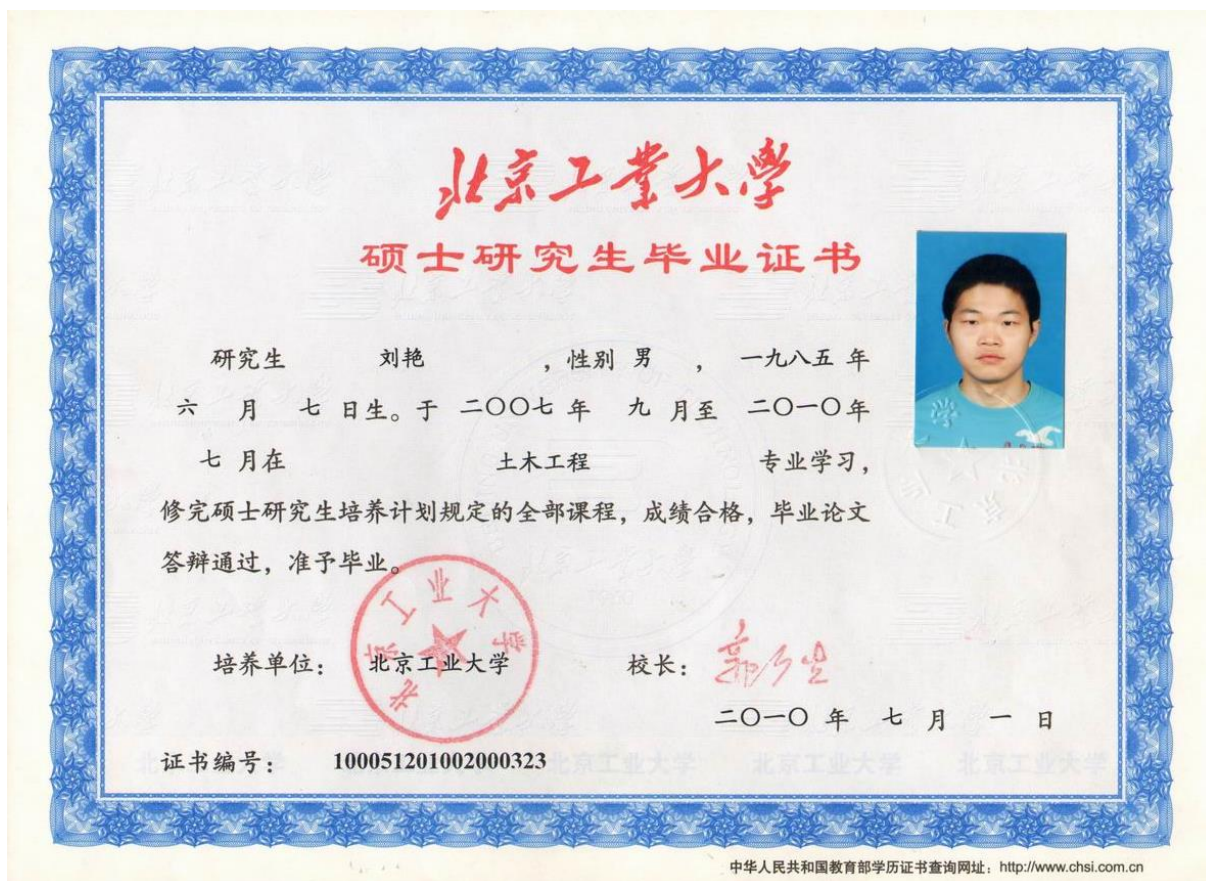 北京工业大学
硕士研究生毕业证书
研究生 刘艳 ，性别 男 ， 一九八五 年
六 月 七 日生。于 二〇〇七 年 九 月至 二〇一〇 年
七 月在 土木工程 专业学习，
修完硕士研究生培养计划规定的全部课程，成绩合格，毕业论文
答辩通过，准予毕业。
北京工业大学
培养单位： 北京工业大学 校长：
二〇一〇 年 七 月 一 日
证书编号： 100051201002000323
北京工业大学 北京工业大学 北京工业大学
中华人民共和国教育部学历证书查询网址：http://www.chsi.com.cn